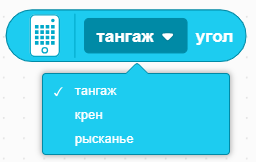 тангаж угол
тангаж
крен
рысканье